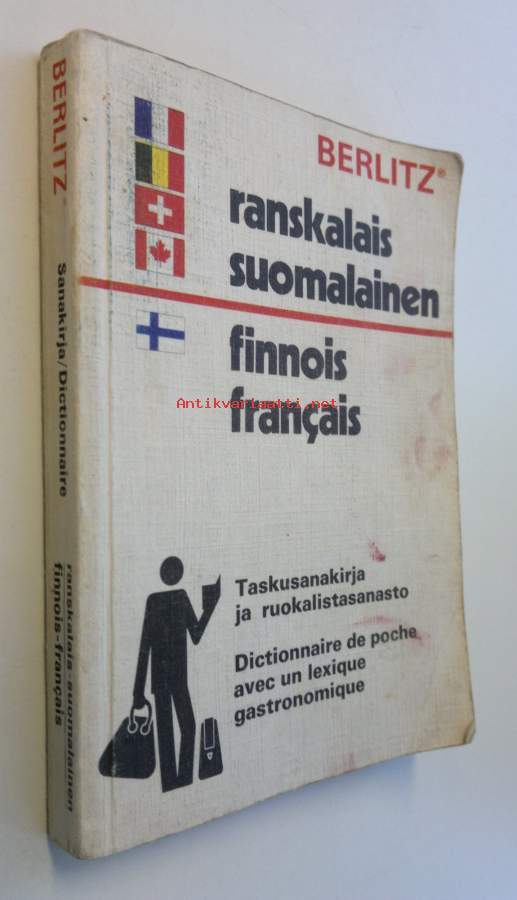 BERLITZ®
ranskalais
suomalainen
finnois
français
Antikvariaatti.net
Taskusanakirja
ja ruokalistasanasto
Dictionnaire de poche
avec un lexique
gastronomique
BERLITZ®
Sanakirja/Dictionnaire
ranskalais-suomalainen
finnois-français